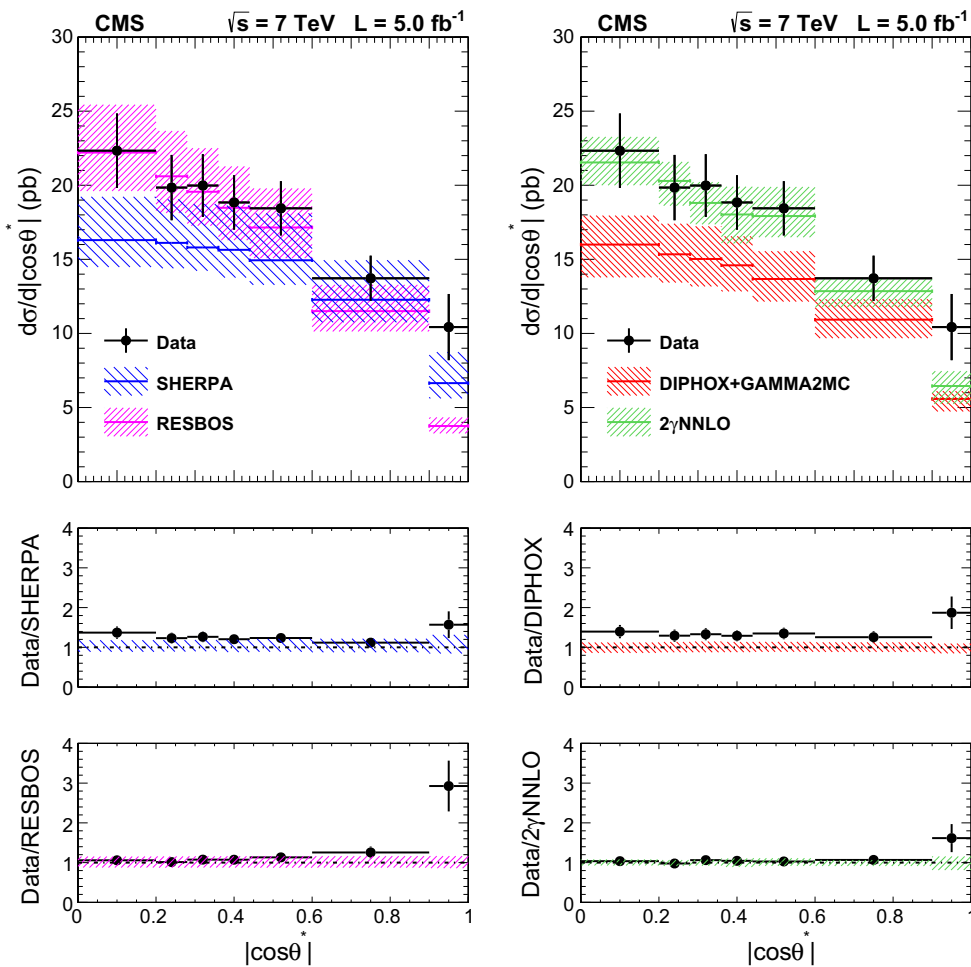 CMS √s = 7 TeV L = 5.0 fb⁻¹
dσ/d|cosθ*| (pb)
30
25
20
15
10
5
0
Data
SHERPA
RESBOS
Data/SHERPA
4
3
2
1
0
Data/RESBOS
4
3
2
1
0
0 0.2 0.4 0.6 0.8 1
|cosθ*|
CMS √s = 7 TeV L = 5.0 fb⁻¹
dσ/d|cosθ*| (pb)
30
25
20
15
10
5
0
Data
DIPHOX+GAMMA2MC
2γNNLO
Data/DIPHOX
4
3
2
1
0
Data/2γNNLO
4
3
2
1
0
0 0.2 0.4 0.6 0.8 1
|cosθ*|